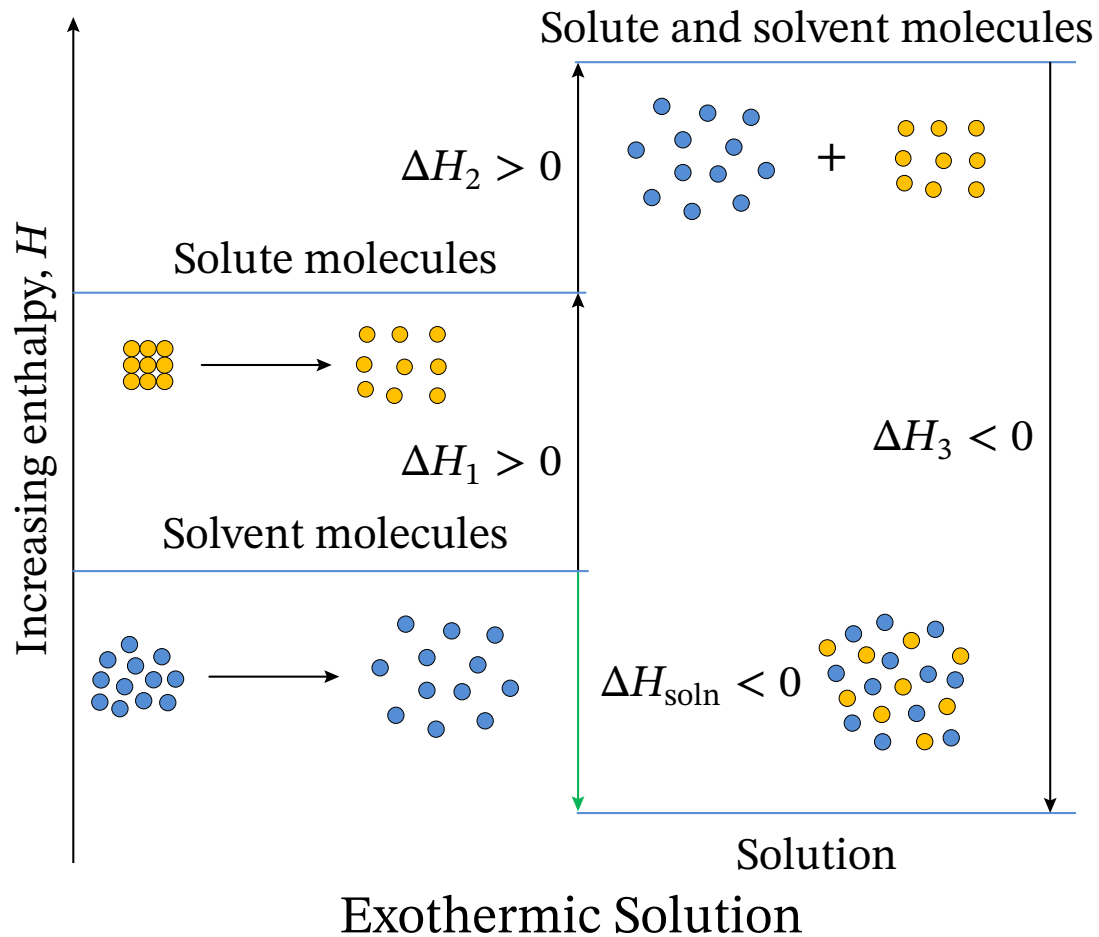 Solute and solvent molecules
ΔH₂ > 0
+
Solute molecules
Increasing enthalpy, H
ΔH₁ > 0
ΔH₃ < 0
Solvent molecules
ΔHsoln < 0
Solution
Exothermic Solution